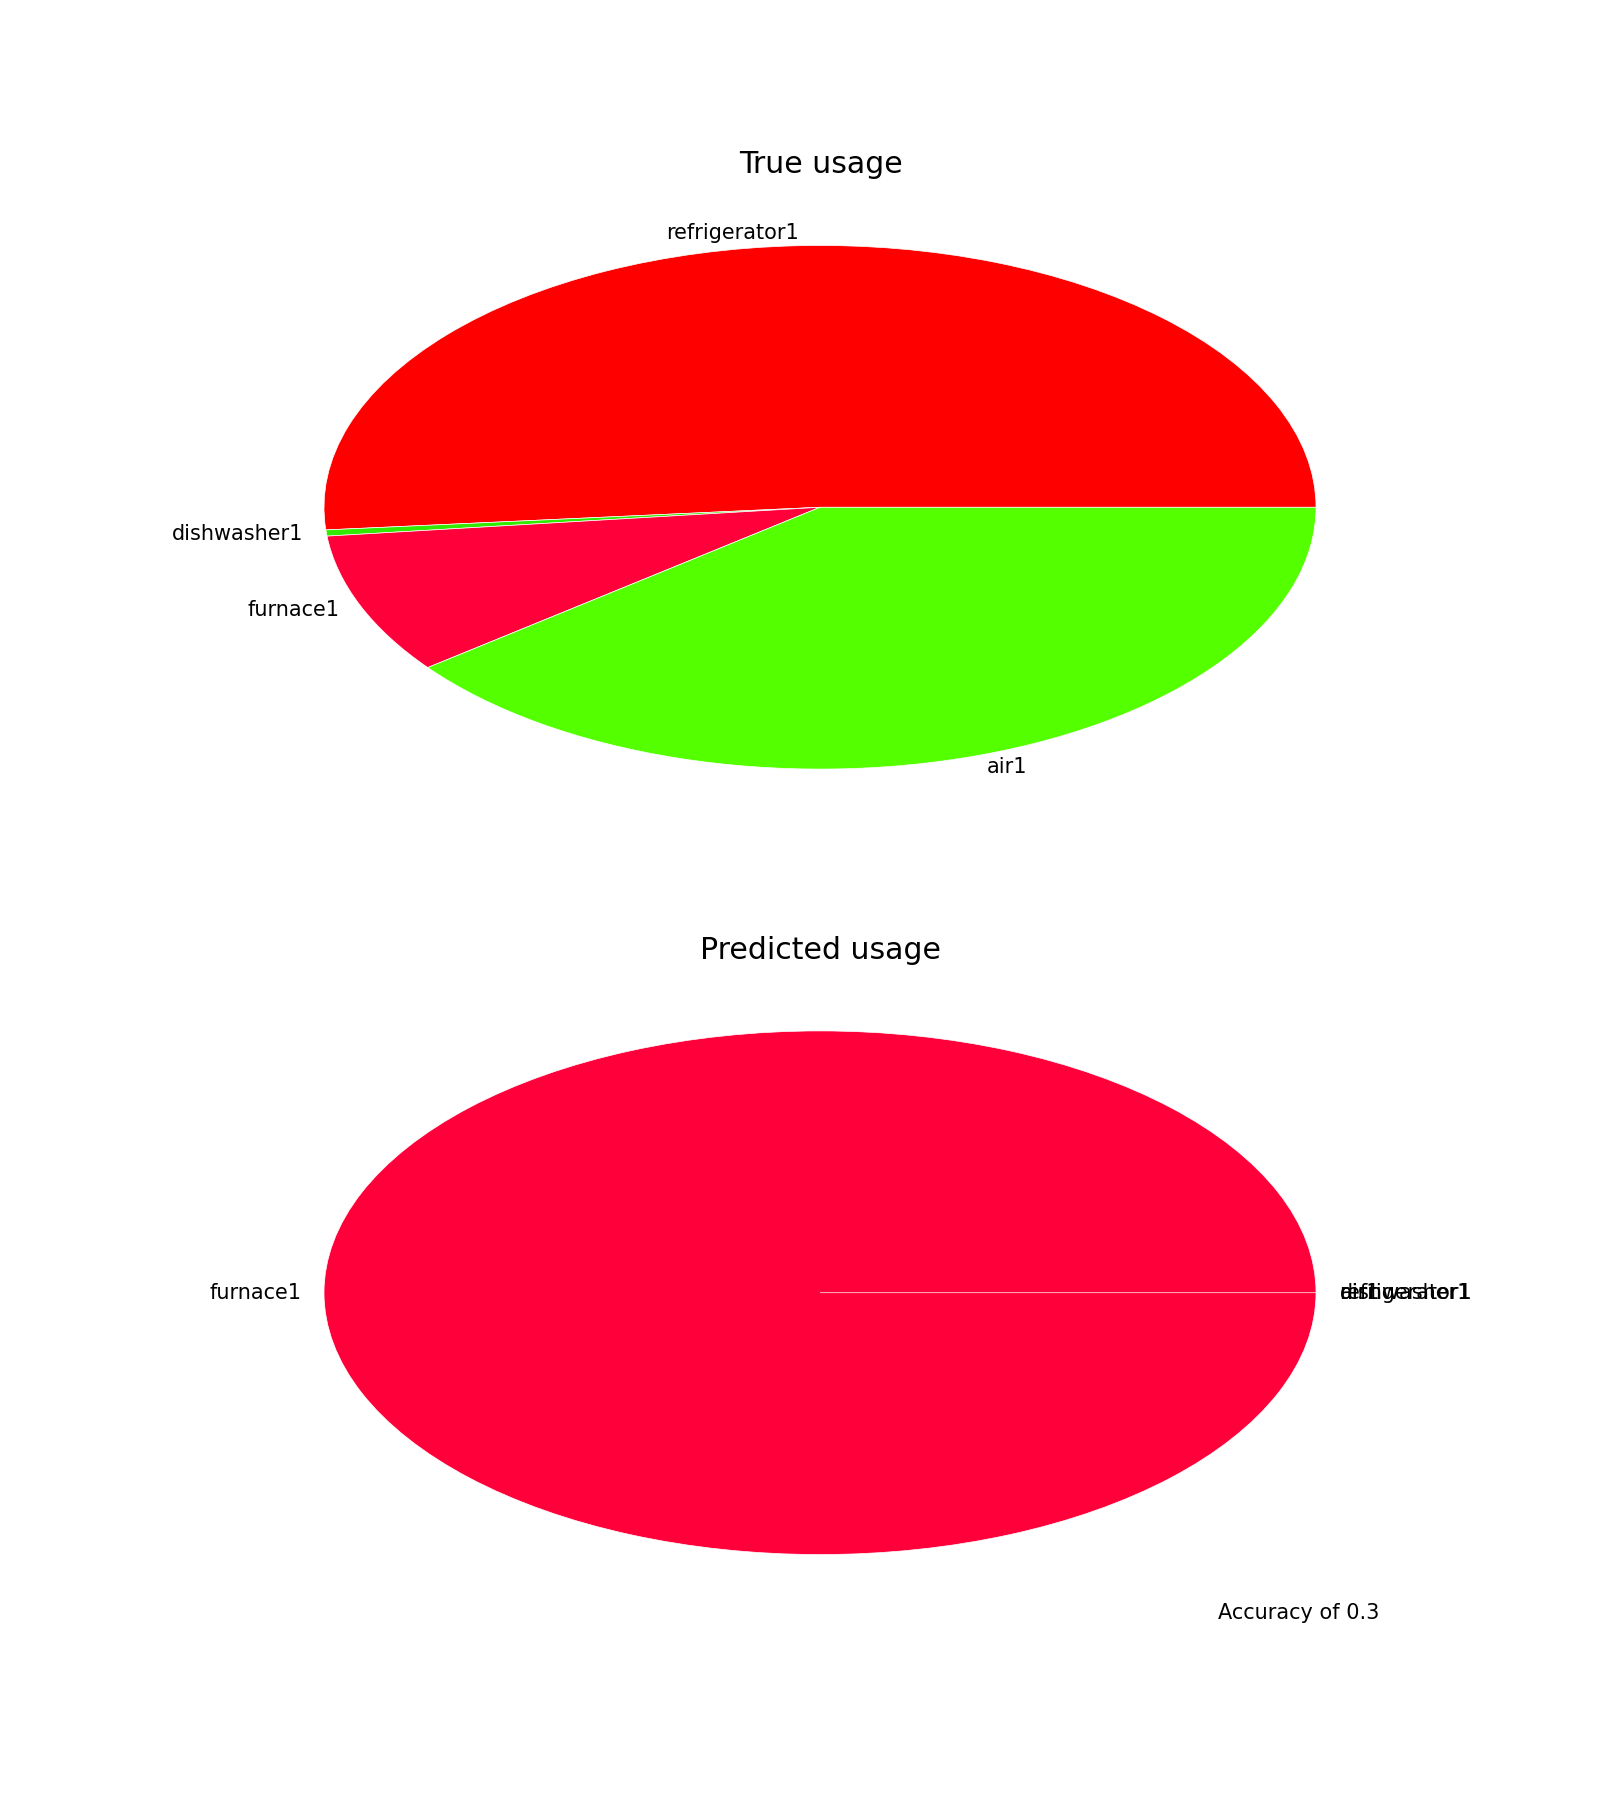 True usage
refrigerator1
dishwasher1
furnace1
air1
Predicted usage
furnace1
Accuracy of 0.3